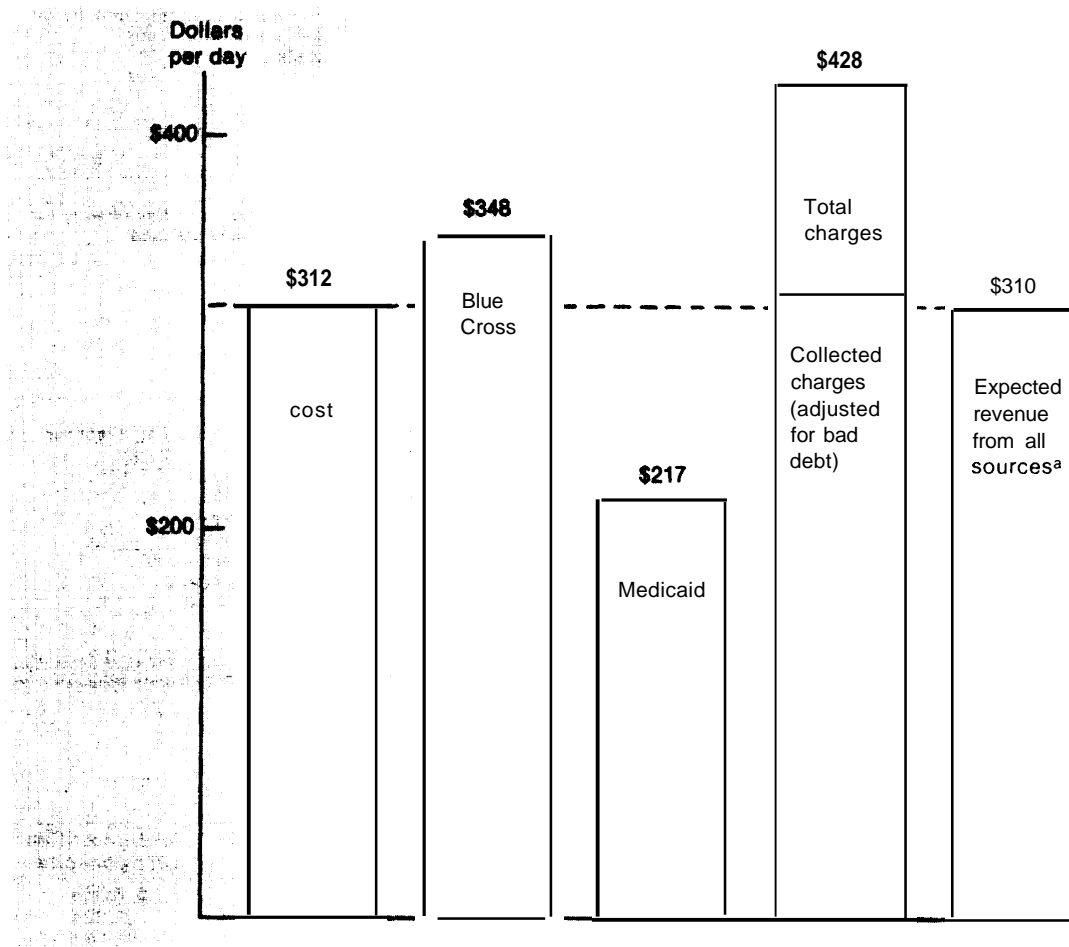 Dollars
per day
$428
$400
$348
Total
charges
$312
$310
Blue
Cross
Collected
charges
(adjusted
for bad
debt)
Expected
revenue
from all
sourcesa
cost
$217
$200
Medicaid